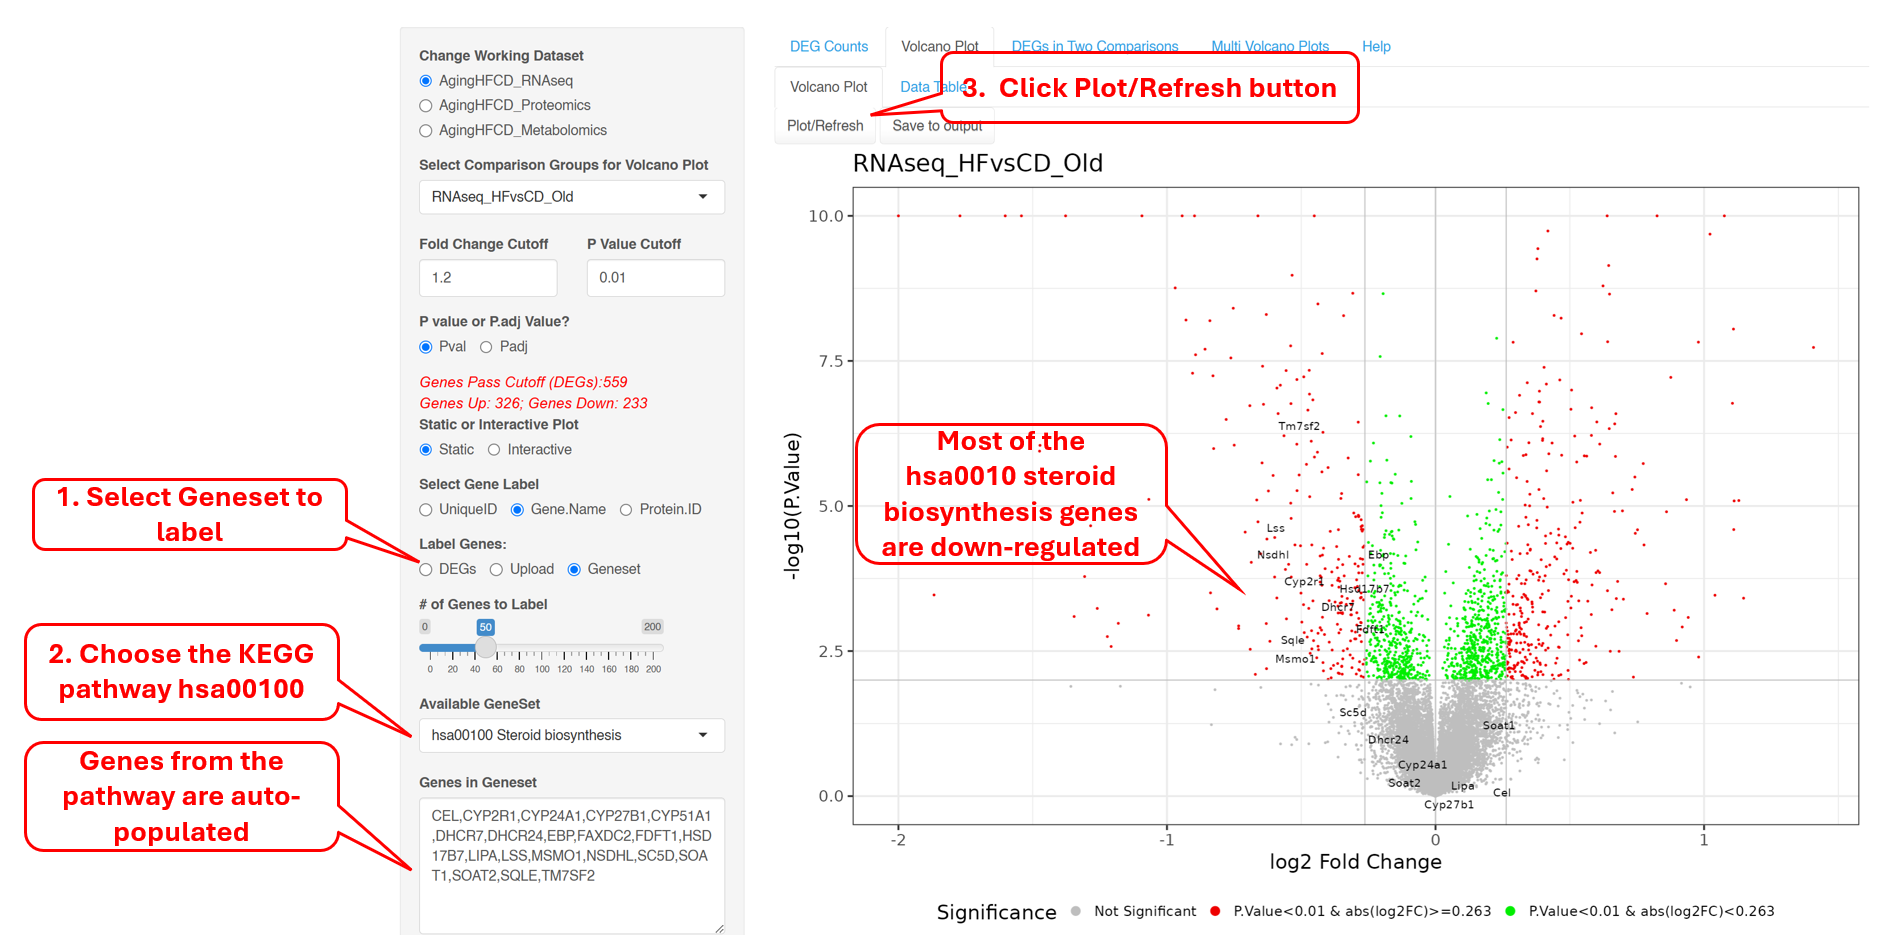 Change Working Dataset
AgingHFCD_RNAseq
AgingHFCD_Proteomics
AgingHFCD_Metabolomics
Select Comparison Groups for Volcano Plot
RNAseq_HFvsCD_Old
Fold Change Cutoff P Value Cutoff
1.2 0.01
P value or P.adj Value?
Pval Padj
Genes Pass Cutoff (DEGs):559
Genes Up: 326; Genes Down: 233
Static or Interactive Plot
Static Interactive
Select Gene Label
UniqueID Gene.Name Protein.ID
Label Genes:
DEGs Upload Geneset
# of Genes to Label
0 50 200
0 20 40 60 80 100 120 140 160 180 200
Available GeneSet
hsa00100 Steroid biosynthesis
Genes in Geneset
CEL,CYP2R1,CYP24A1,CYP27B1,CYP51A1
,DHCR7,DHCR24,EBP,FAXDC2,FDFT1,HSD
17B7,LIPA,LSS,MSMO1,NSDHL,SC5D,SOA
T1,SOAT2,SQLE,TM7SF2
1. Select Geneset to
label
2. Choose the KEGG
pathway hsa00100
Genes from the
pathway are auto-
populated
DEG Counts Volcano Plot DEGs in Two Comparisons Multi Volcano Plots Help
Volcano Plot Data Table
3. Click Plot/Refresh button
Plot/Refresh Save to output
RNAseq_HFvsCD_Old
10.0
7.5
5.0
2.5
0.0
-log10(P.Value)
Most of the
hsa0010 steroid
biosynthesis genes
are down-regulated
Tm7sf2
Lss
Nsdhl
Ebp
Cyp2r1
Hsd17b7
Dhcr7
Fdft1
Sqle
Msmo1
Sc5d
Soat1
Dhcr24
Cyp24a1
Soat2
Lipa
Cel
Cyp27b1
-2 -1 0 1
log2 Fold Change
Significance Not Significant P.Value<0.01 & abs(log2FC)>=0.263 P.Value<0.01 & abs(log2FC)<0.263